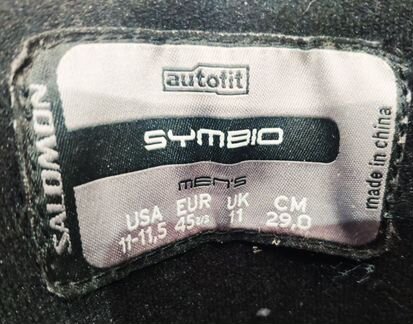 autofit
SYMBIO
MEN'S
USA EUR UK CM
11-11,5 45 2/3 11 29,0
SALOMON
made in china